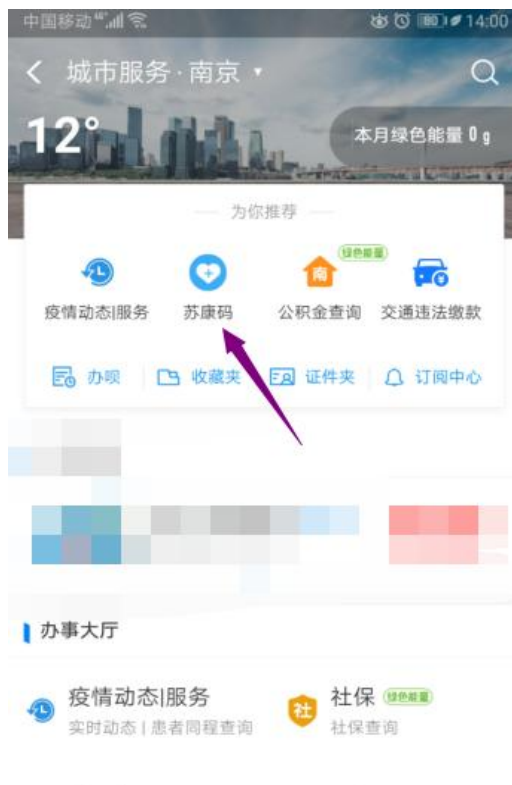 中国移动 46 80 14:00
城市服务·南京
12°
本月绿色能量 0 g
为你推荐
绿色能量
疫情动态|服务 苏康码 公积金查询 交通违法缴款
办呗 收藏夹 证件夹 订阅中心
办事大厅
疫情动态|服务 社保 绿色能量
实时动态 | 患者同程查询 社保查询